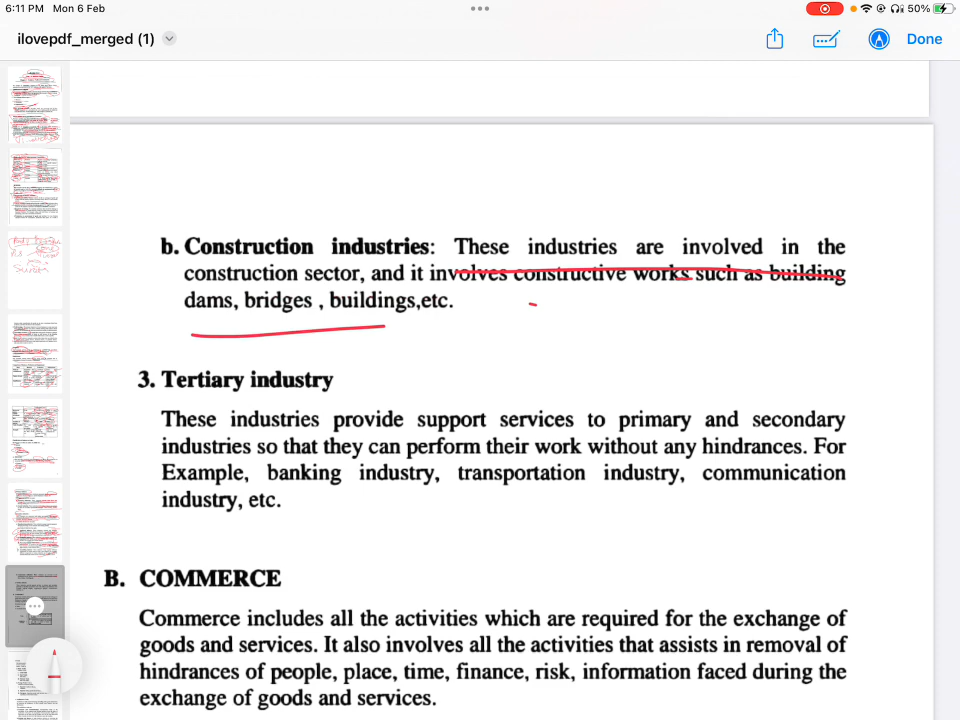 6:11 PM Mon 6 Feb
50%
ilovepdf_merged (1)
Done
b. Construction industries: These industries are involved in the
construction sector, and it involves constructive works such as building
dams, bridges , buildings,etc.
3. Tertiary industry
These industries provide support services to primary and secondary
industries so that they can perform their work without any hindrances. For
Example, banking industry, transportation industry, communication
industry, etc.
B. COMMERCE
Commerce includes all the activities which are required for the exchange of
goods and services. It also involves all the activities that assists in removal of
hindrances of people, place, time, finance, risk, information faced during the
exchange of goods and services.